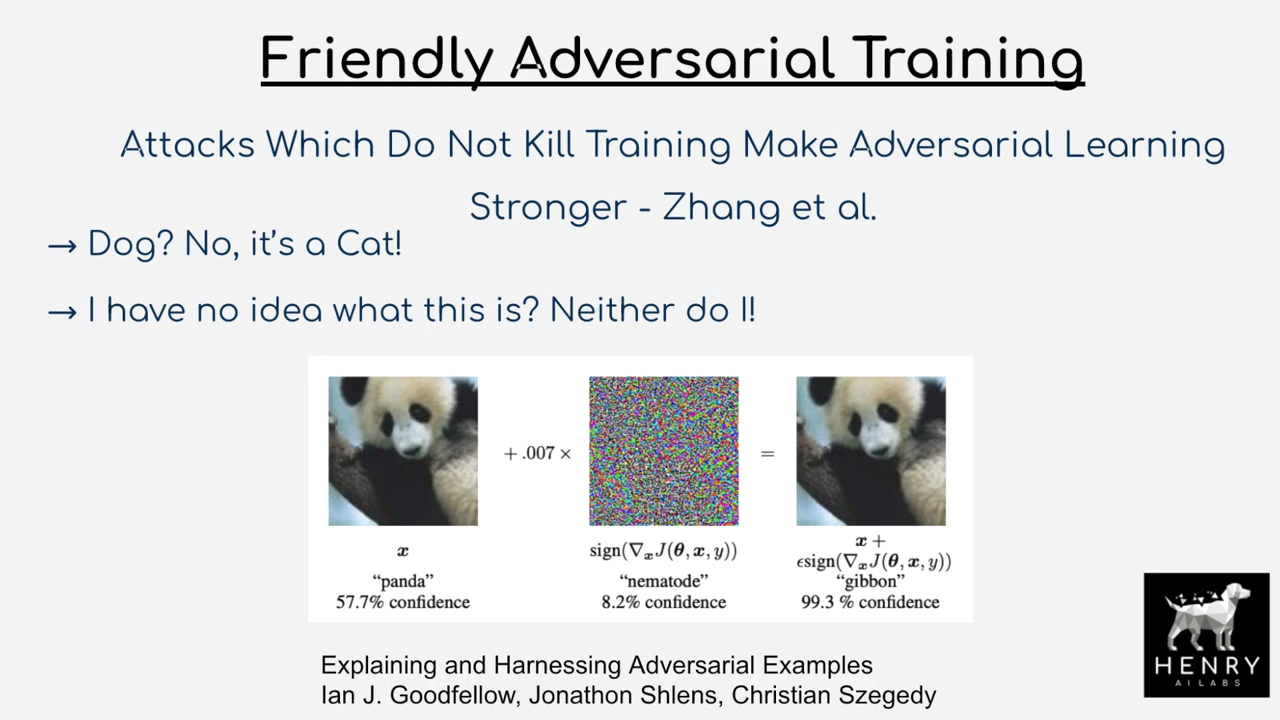 Friendly Adversarial Training
Attacks Which Do Not Kill Training Make Adversarial Learning
Stronger - Zhang et al.
→ Dog? No, it's a Cat!
→ I have no idea what this is? Neither do I!
+ .007 ×
=
x
“panda”
57.7% confidence
sign(∇ₓJ(θ, x, y))
“nematode”
8.2% confidence
x +
ϵsign(∇ₓJ(θ, x, y))
“gibbon”
99.3 % confidence
Explaining and Harnessing Adversarial Examples
Ian J. Goodfellow, Jonathon Shlens, Christian Szegedy
HENRY
AI LABS